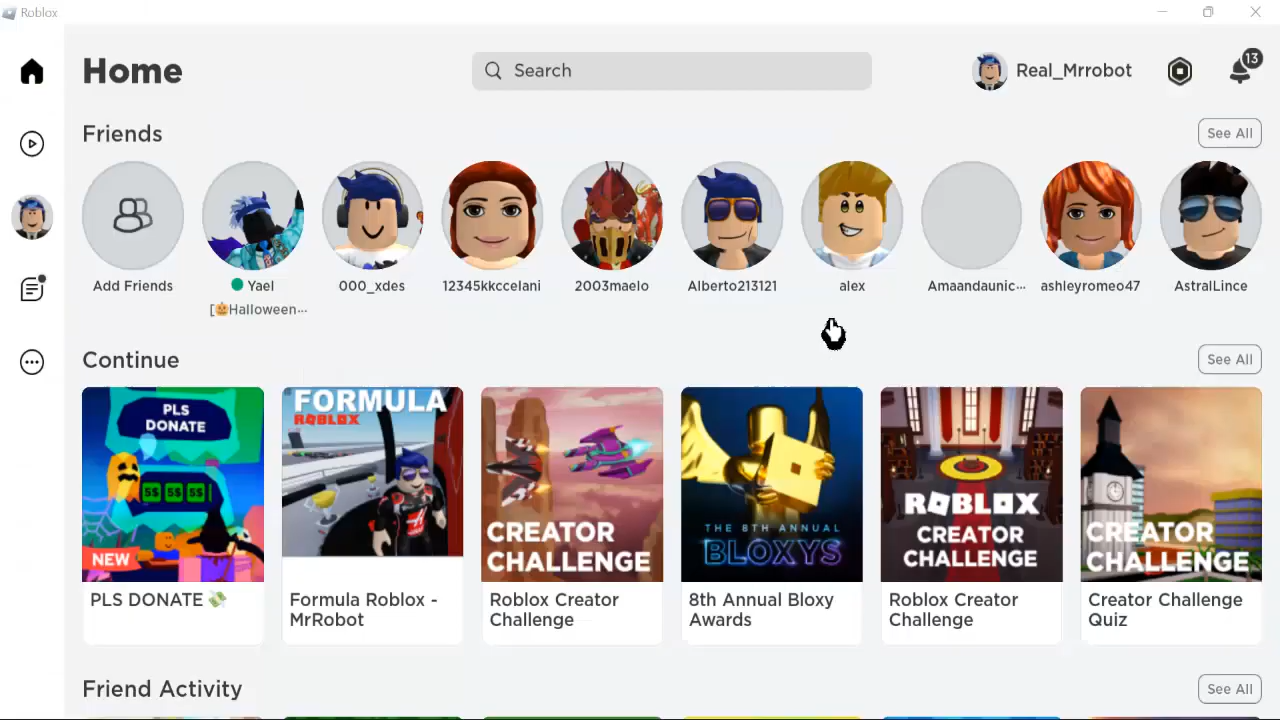 Roblox
Home
Search
Real_Mrrobot
13
Friends
See All
Add Friends
Yael
[🎃Halloween...
000_xdes
12345kkccelani
2003maelo
Alberto213121
alex
Amaandaunic...
ashleyromeo47
AstralLince
Continue
See All
PLS
DONATE
5$ 5$ 5$
NEW
FORMULA
ROBLOX
CREATOR
CHALLENGE
THE 8TH ANNUAL
BLOXYS
ROBLOX
CREATOR
CHALLENGE
CREATOR
CHALLENGE
PLS DONATE 💸
Formula Roblox -
MrRobot
Roblox Creator
Challenge
8th Annual Bloxy
Awards
Roblox Creator
Challenge
Creator Challenge
Quiz
Friend Activity
See All